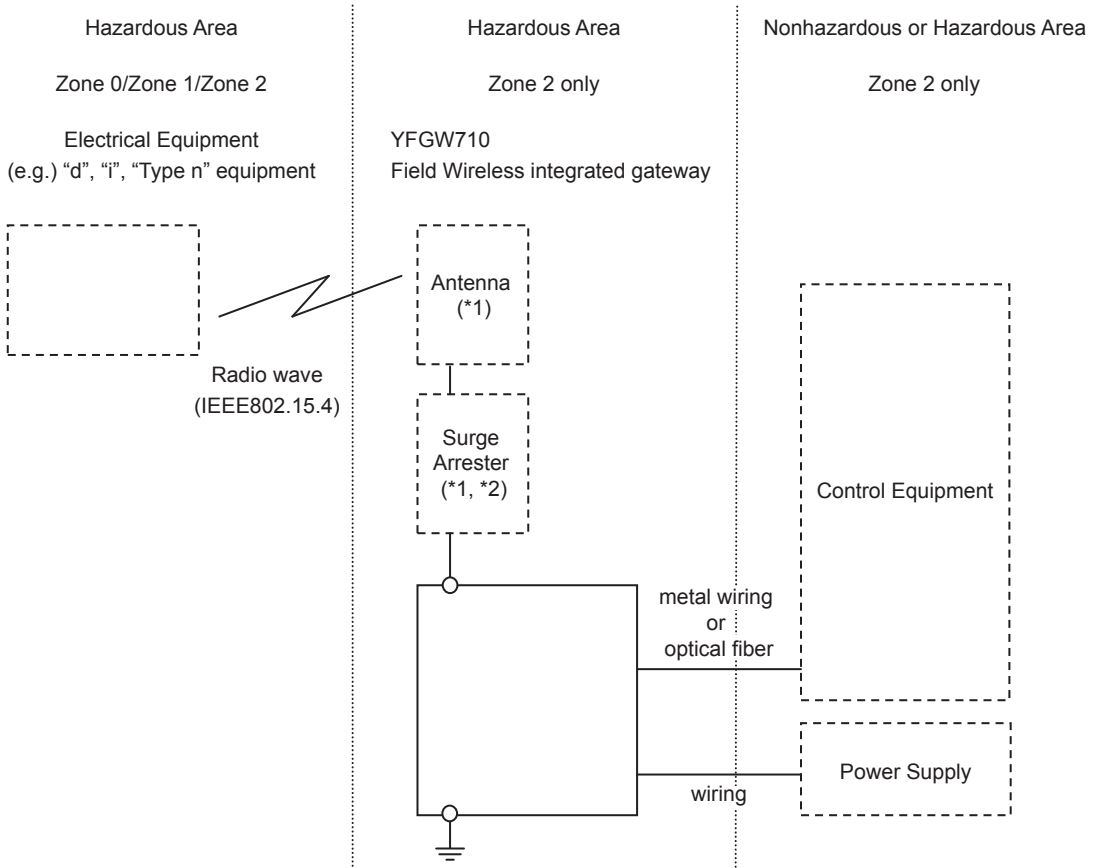 Hazardous Area
Zone 0/Zone 1/Zone 2
Electrical Equipment
(e.g.) “d”, “i”, “Type n” equipment
Radio wave
(IEEE802.15.4)
Hazardous Area
Zone 2 only
YFGW710
Field Wireless integrated gateway
Antenna
(*1)
Surge
Arrester
(*1, *2)
metal wiring
or
optical fiber
wiring
Nonhazardous or Hazardous Area
Zone 2 only
Control Equipment
Power Supply